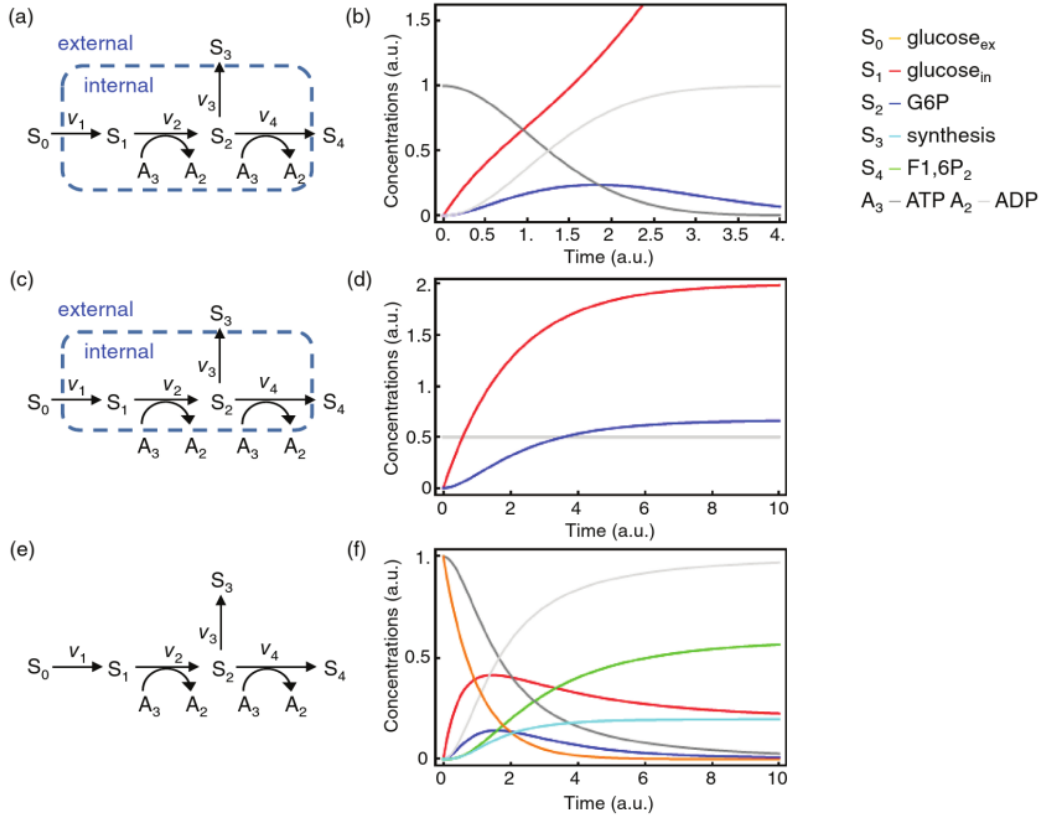 (a)
external
internal
S₃
v₃
S₀ v₁ S₁ v₂ S₂ v₄ S₄
A₃ A₂ A₃ A₂
(b)
Concentrations (a.u.)
1.5
1.
0.5
0
0. 0.5 1. 1.5 2. 2.5 3. 3.5 4.
Time (a.u.)
S₀ – glucoseₑₓ
S₁ – glucoseᵢₙ
S₂ – G6P
S₃ – synthesis
S₄ – F1,6P₂
A₃ – ATP A₂ – ADP
(c)
external
internal
S₃
v₃
S₀ v₁ S₁ v₂ S₂ v₄ S₄
A₃ A₂ A₃ A₂
(d)
Concentrations (a.u.)
2.
1.5
1.
0.5
0
0 2 4 6 8 10
Time (a.u.)
(e)
S₃
v₃
S₀ v₁ S₁ v₂ S₂ v₄ S₄
A₃ A₂ A₃ A₂
(f)
Concentrations (a.u.)
1.
0.5
0
0 2 4 6 8 10
Time (a.u.)